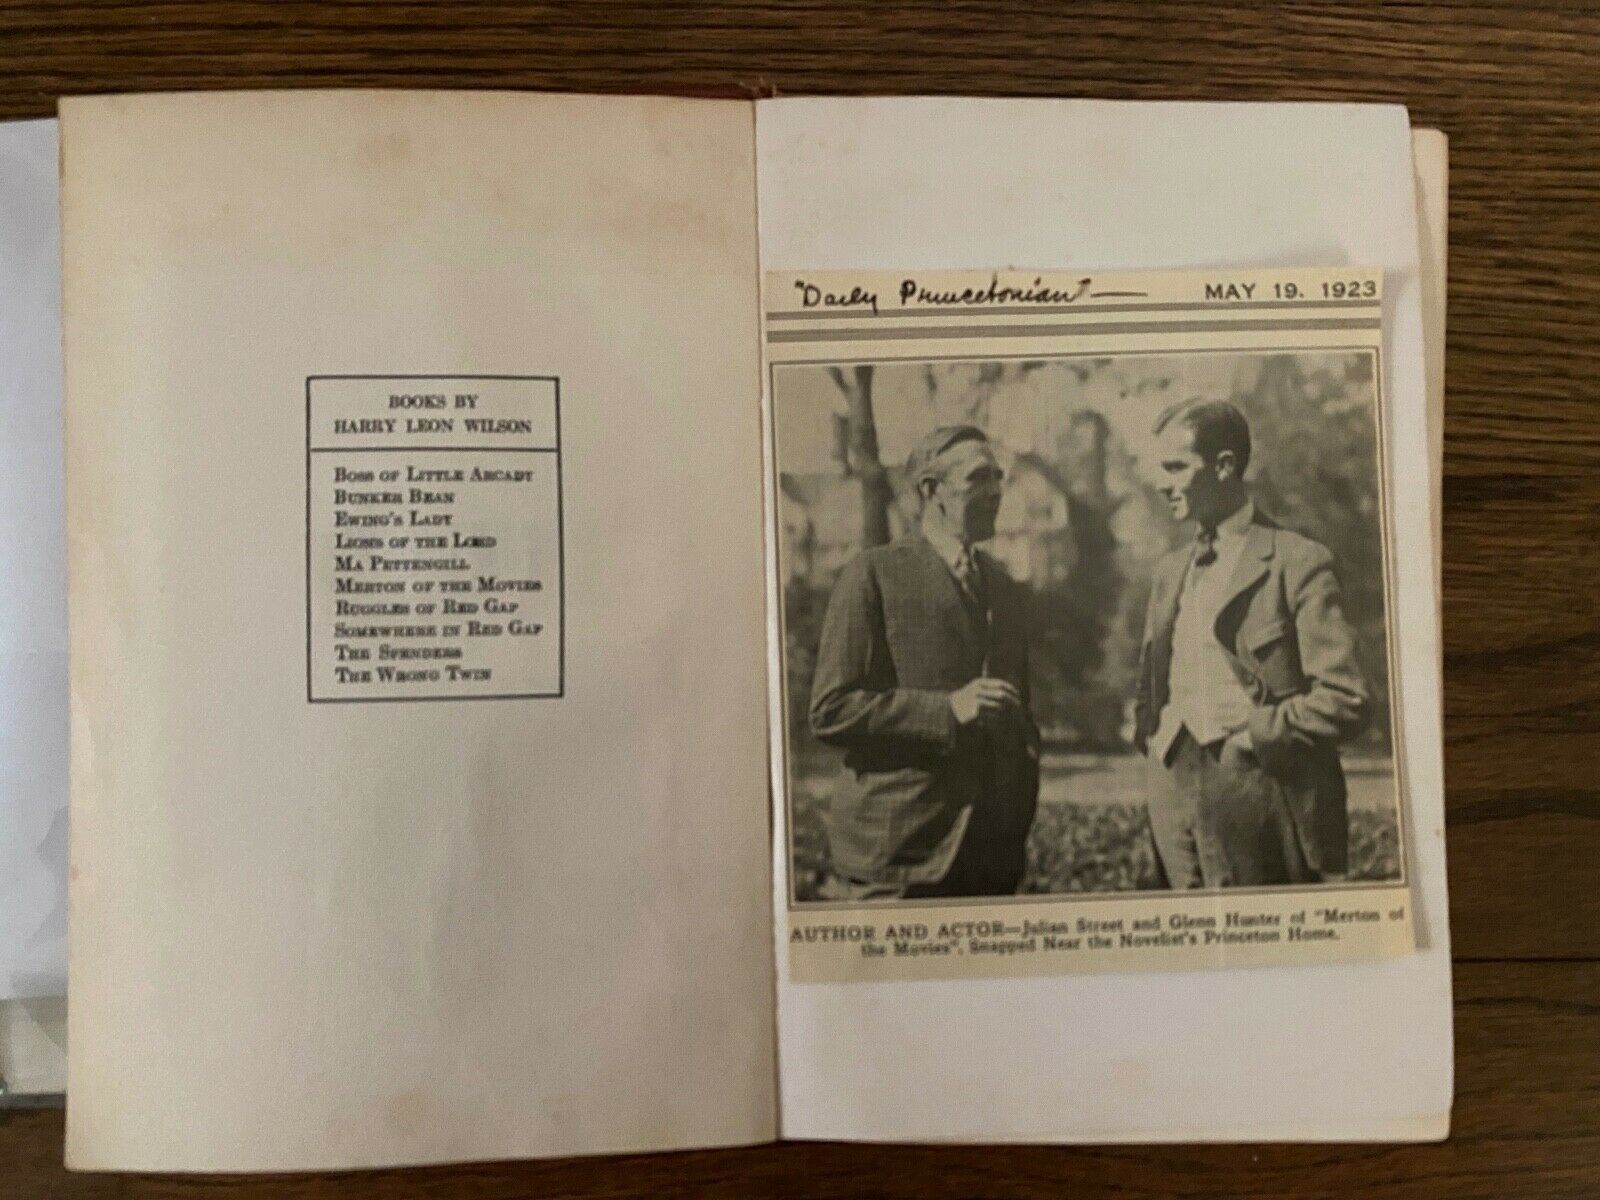 BOOKS BY
HARRY LEON WILSON
BOSS OF LITTLE ARCADY
BUNKER BEAN
EWING'S LADY
LIONS OF THE LORD
MA PETTENGILL
MERTON OF THE MOVIES
RUGGLES OF RED GAP
SOMEWHERE IN RED GAP
THE SPENDERS
THE WRONG TWIN
"Daily Princetonian"— MAY 19. 1923
AUTHOR AND ACTOR—Julian Street and Glenn Hunter of "Merton of
the Movies", Snapped Near the Novelist's Princeton Home.